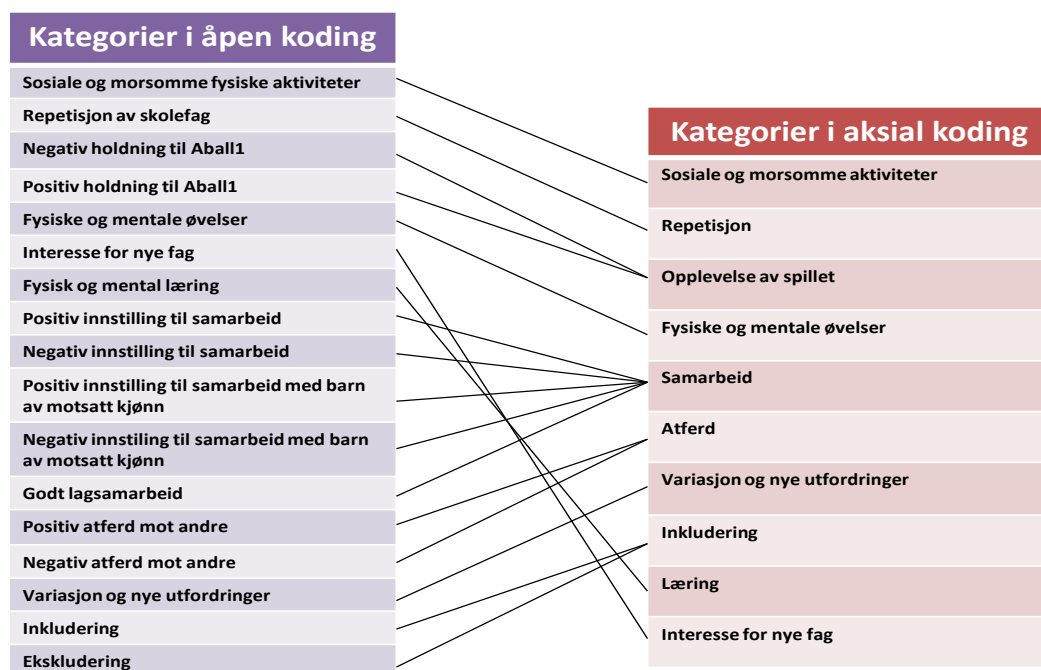 Kategorier i åpen koding
Sosiale og morsomme fysiske aktiviteter
Repetisjon av skolefag
Negativ holdning til Aball1
Positiv holdning til Aball1
Fysiske og mentale øvelser
Interesse for nye fag
Fysisk og mental læring
Positiv innstilling til samarbeid
Negativ innstilling til samarbeid
Positiv innstilling til samarbeid med barn
av motsatt kjønn
Negativ innstiling til samarbeid med barn
av motsatt kjønn
Godt lagsamarbeid
Positiv atferd mot andre
Negativ atferd mot andre
Variasjon og nye utfordringer
Inkludering
Ekskludering
Kategorier i aksial koding
Sosiale og morsomme aktiviteter
Repetisjon
Opplevelse av spillet
Fysiske og mentale øvelser
Samarbeid
Atferd
Variasjon og nye utfordringer
Inkludering
Læring
Interesse for nye fag